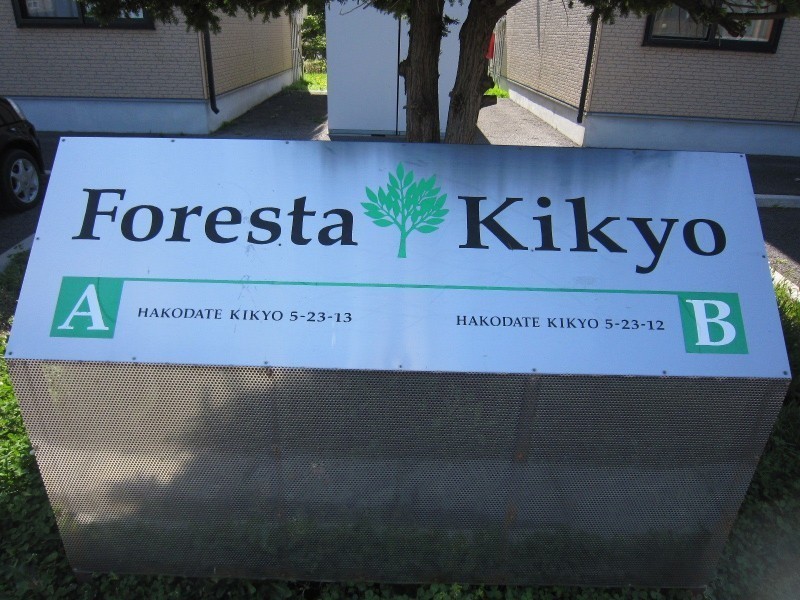 Foresta Kikyo
A HAKODATE KIKYO 5-23-13 HAKODATE KIKYO 5-23-12 B